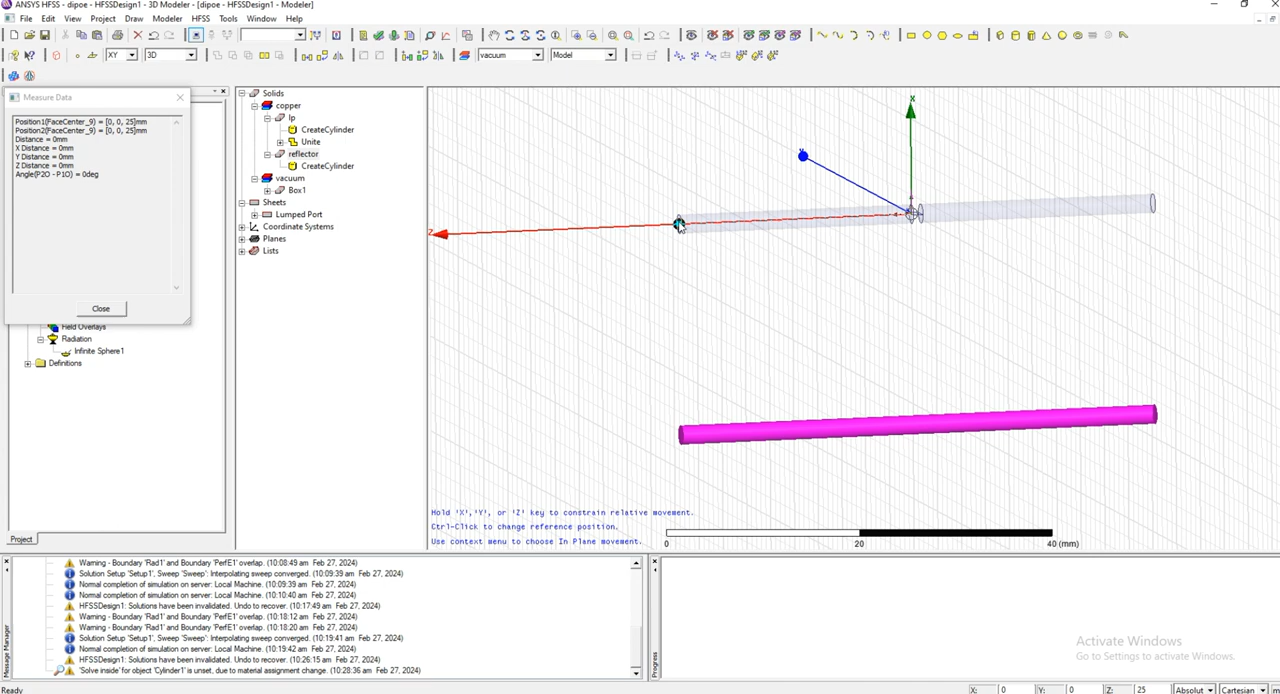 ANSYS HFSS - dipoe - HFSSDesign1 - 3D Modeler - [dipoe - HFSSDesign1 - Modeler]
File Edit View Project Draw Modeler HFSS Tools Window Help
XY 3D vacuum Model
Measure Data
Position1(FaceCenter_9) = [0, 0, 25]mm
Position2(FaceCenter_9) = [0, 0, 25]mm
Distance = 0mm
X Distance = 0mm
Y Distance = 0mm
Z Distance = 0mm
Angle(P2O - P1O) = 0deg
Close
Field Overlays
Radiation
Infinite Sphere1
Definitions
Project
Solids
copper
lp
CreateCylinder
Unite
reflector
CreateCylinder
vacuum
Box1
Sheets
Lumped Port
Coordinate Systems
Planes
Lists
X
Z
Hold 'X','Y', or 'Z' key to constrain relative movement.
Ctrl-Click to change reference position.
Use context menu to choose In Plane movement.
0 20 40 (mm)
Warning - Boundary 'Rad1' and Boundary 'PerfE1' overlap. (10:08:49 am Feb 27, 2024)
Solution Setup 'Setup1', Sweep 'Sweep': Interpolating sweep converged. (10:09:39 am Feb 27, 2024)
Normal completion of simulation on server: Local Machine. (10:09:39 am Feb 27, 2024)
Normal completion of simulation on server: Local Machine. (10:10:40 am Feb 27, 2024)
HFSSDesign1: Solutions have been invalidated. Undo to recover. (10:17:49 am Feb 27, 2024)
Warning - Boundary 'Rad1' and Boundary 'PerfE1' overlap. (10:18:12 am Feb 27, 2024)
Warning - Boundary 'Rad1' and Boundary 'PerfE1' overlap. (10:18:20 am Feb 27, 2024)
Solution Setup 'Setup1', Sweep 'Sweep': Interpolating sweep converged. (10:19:41 am Feb 27, 2024)
Normal completion of simulation on server: Local Machine. (10:19:42 am Feb 27, 2024)
HFSSDesign1: Solutions have been invalidated. Undo to recover. (10:26:15 am Feb 27, 2024)
'Solve inside' for object 'Cylinder1' is unset, due to material assignment change. (10:28:36 am Feb 27, 2024)
Message Manager
Progress
Activate Windows
Go to Settings to activate Windows.
Ready
X: 0 Y: 0 Z: 25 Absolut Cartesian